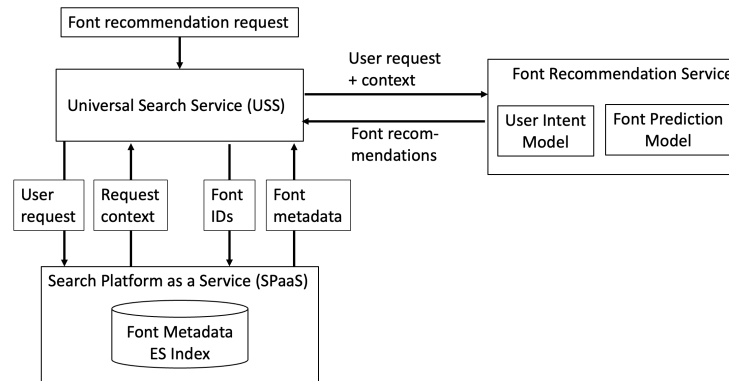 Font recommendation request
User request
+ context
Font Recommendation Service
Universal Search Service (USS)
User Intent
Model
Font Prediction
Model
Font recom-
mendations
User
request
Request
context
Font
IDs
Font
metadata
Search Platform as a Service (SPaaS)
Font Metadata
ES Index